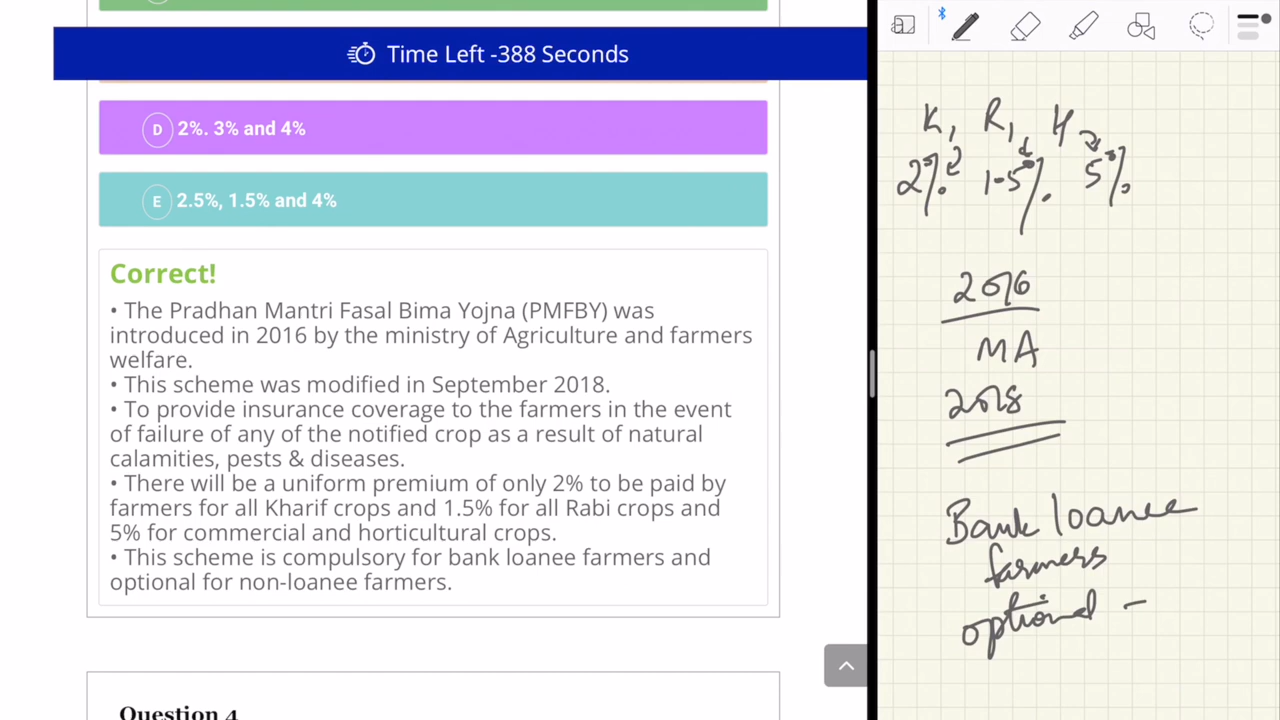 Time Left -388 Seconds
D 2%. 3% and 4%
E 2.5%, 1.5% and 4%
Correct!
• The Pradhan Mantri Fasal Bima Yojna (PMFBY) was
introduced in 2016 by the ministry of Agriculture and farmers
welfare.
• This scheme was modified in September 2018.
• To provide insurance coverage to the farmers in the event
of failure of any of the notified crop as a result of natural
calamities, pests & diseases.
• There will be a uniform premium of only 2% to be paid by
farmers for all Kharif crops and 1.5% for all Rabi crops and
5% for commercial and horticultural crops.
• This scheme is compulsory for bank loanee farmers and
optional for non-loanee farmers.
Question 4
K, R, H
2% 1.5% 5%
2016
MA
2018
Bank loanee
farmers
optional -